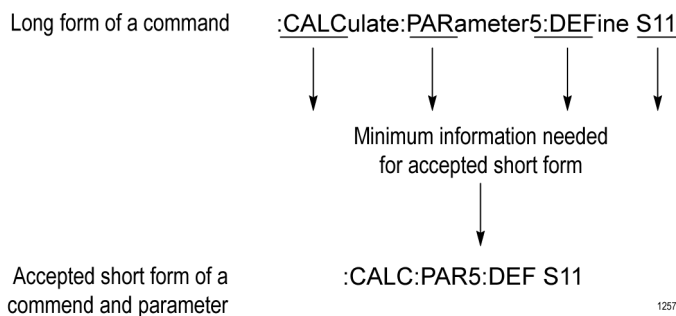 Long form of a command
:CALCulate:PARameter5:DEFine S11
Minimum information needed
for accepted short form
Accepted short form of a
commend and parameter
:CALC:PAR5:DEF S11
1257